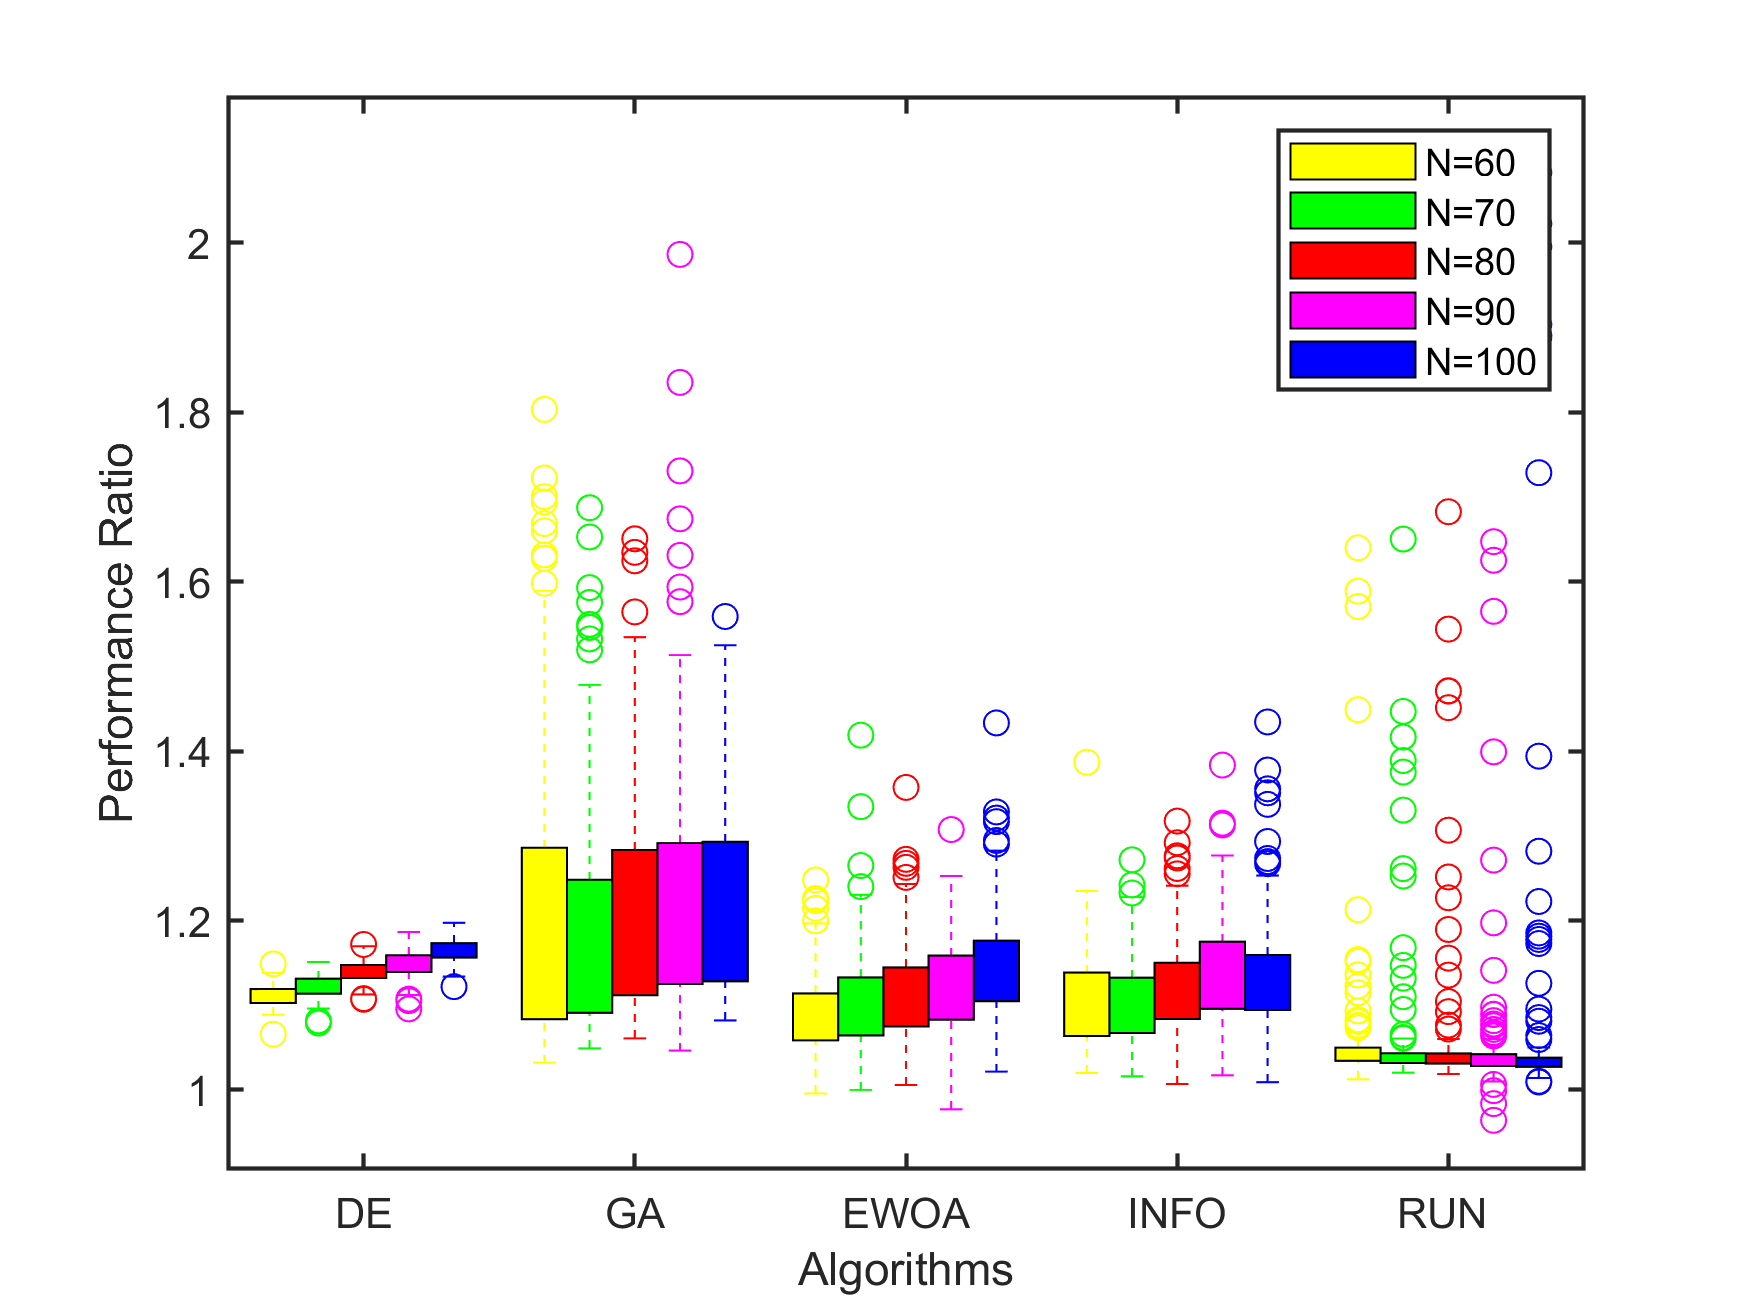 N=60
N=70
N=80
N=90
N=100
2
1.8
1.6
1.4
1.2
1
Performance Ratio
DE GA EWOA INFO RUN
Algorithms